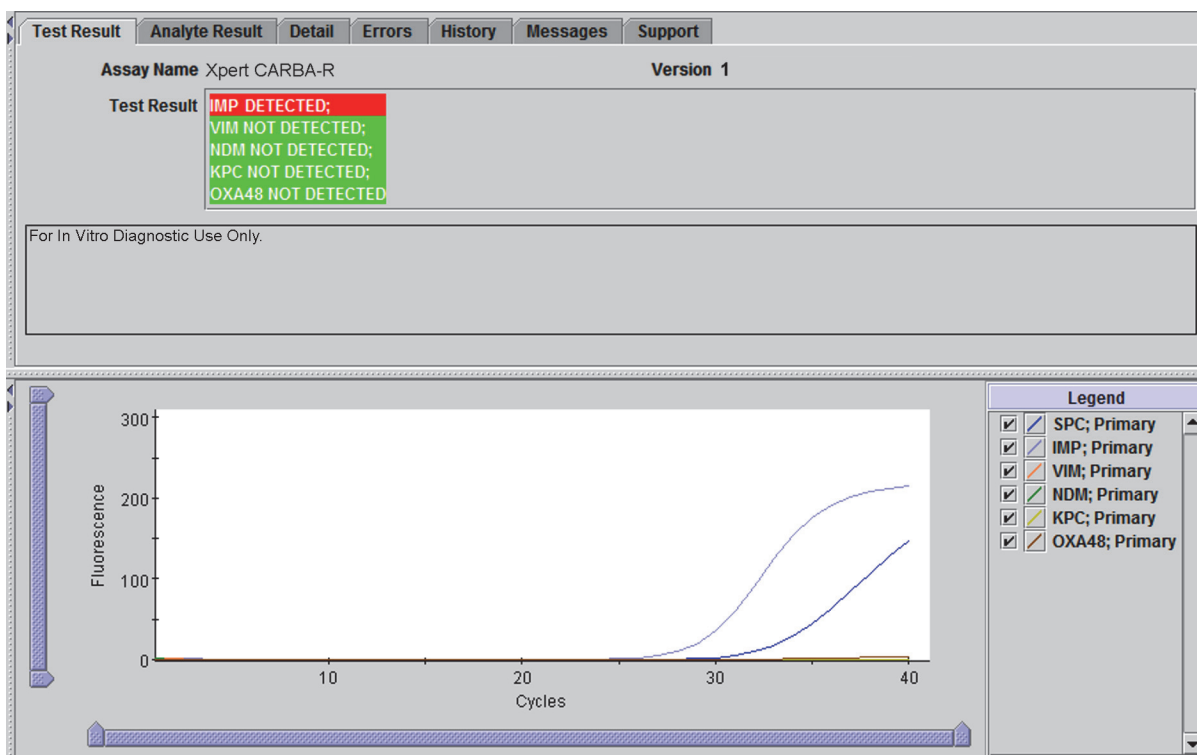 Test Result Analyte Result Detail Errors History Messages Support
Assay Name Xpert CARBA-R Version 1
Test Result IMP DETECTED;
VIM NOT DETECTED;
NDM NOT DETECTED;
KPC NOT DETECTED;
OXA48 NOT DETECTED
For In Vitro Diagnostic Use Only.
300
200
100
0
Fluorescence
10 20 30 40
Cycles
Legend
SPC; Primary
IMP; Primary
VIM; Primary
NDM; Primary
KPC; Primary
OXA48; Primary